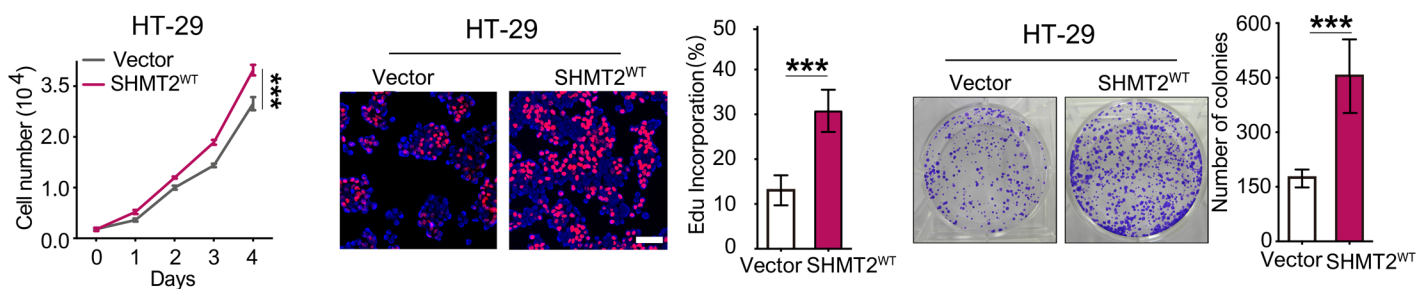 HT-29
Vector
SHMT2ᵂᵀ
Cell number (10⁴)
3.5
2.0
1.0
0.0
***
0 1 2 3 4
Days
HT-29
Vector SHMT2ᵂᵀ
Edu Incorporation(%)
50
40
30
20
10
0
***
Vector SHMT2ᵂᵀ
HT-29
Vector SHMT2ᵂᵀ
Number of colonies
600
450
300
150
0
***
Vector SHMT2ᵂᵀ